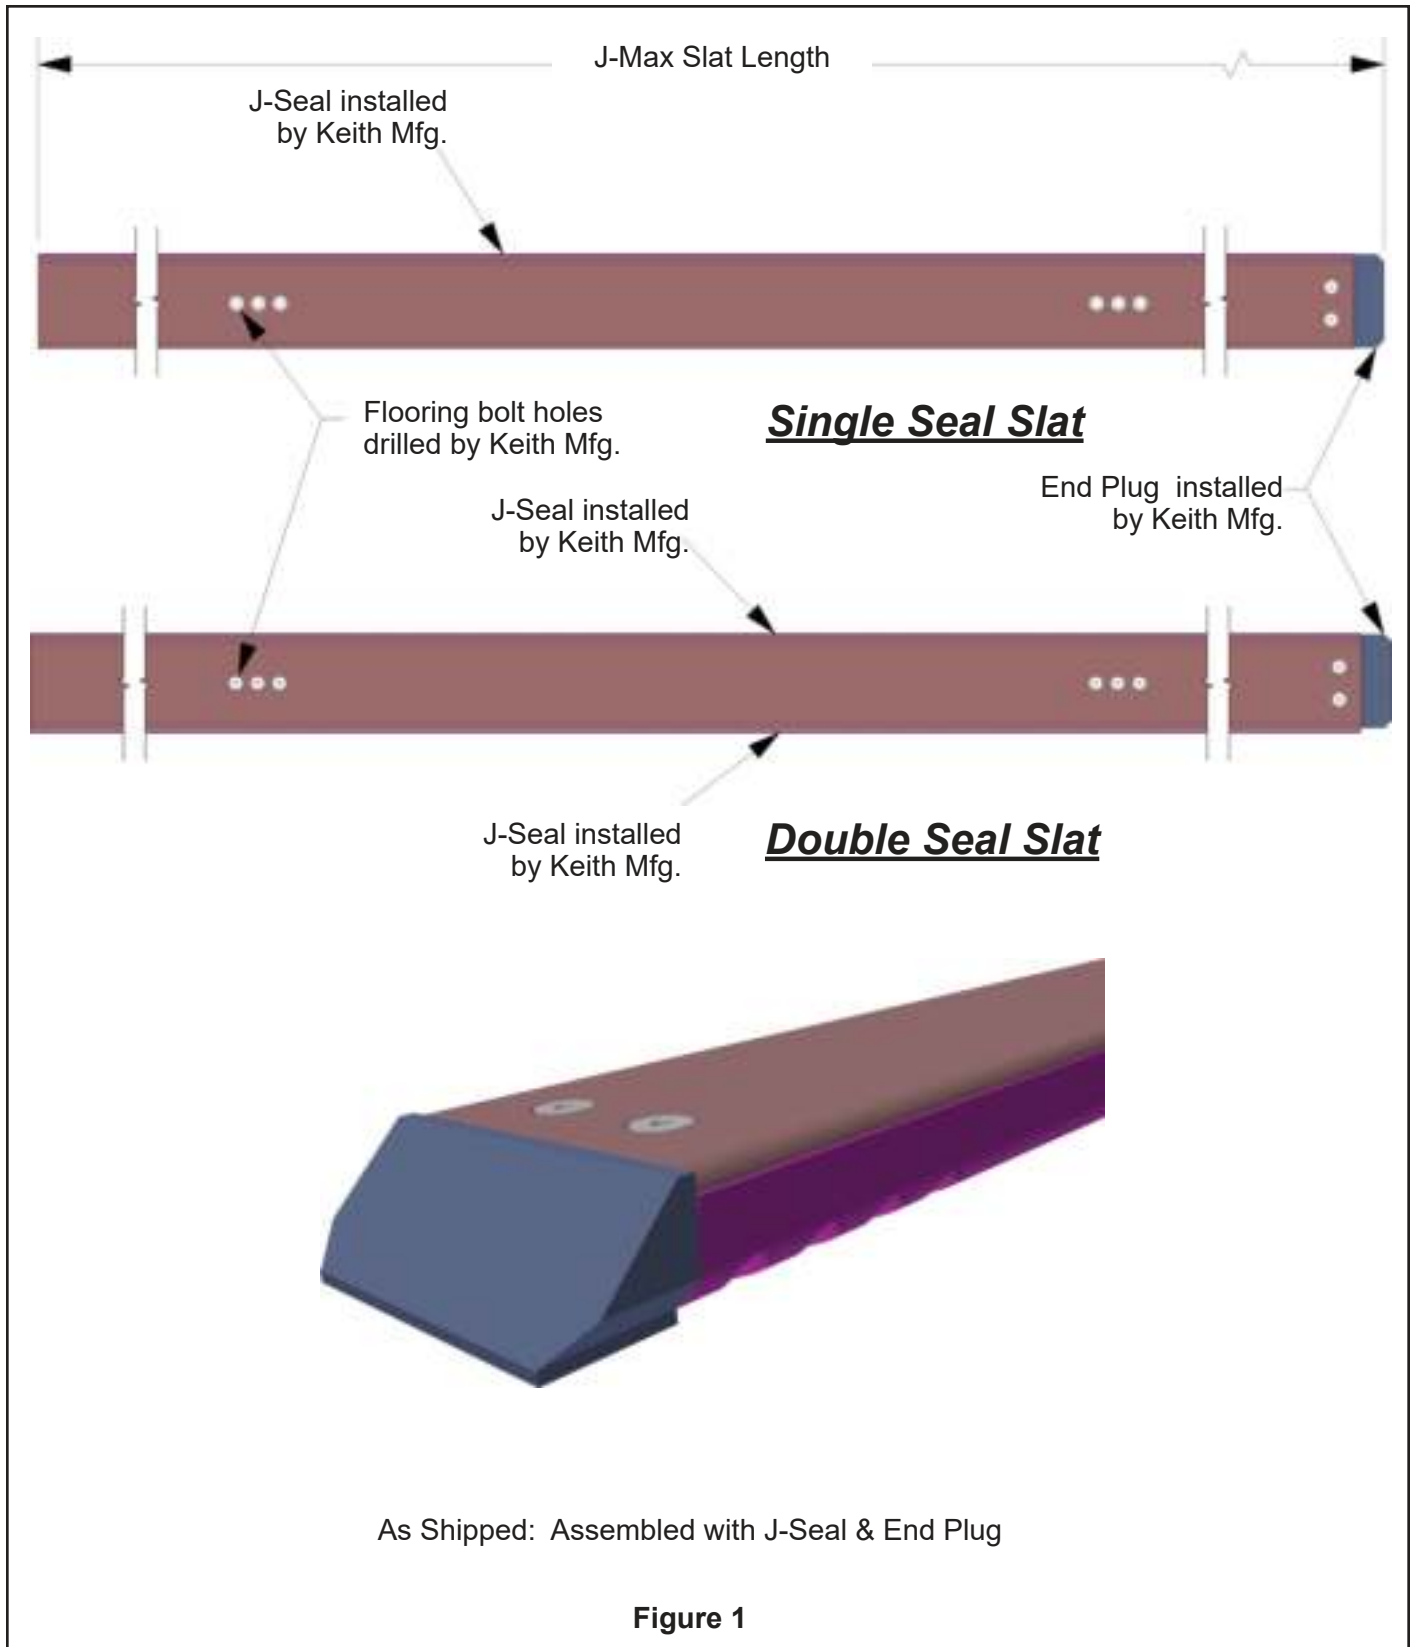 J-Max Slat Length
J-Seal installed
by Keith Mfg.
Flooring bolt holes
drilled by Keith Mfg.
Single Seal Slat
End Plug installed
by Keith Mfg.
J-Seal installed
by Keith Mfg.
J-Seal installed
by Keith Mfg.
Double Seal Slat
As Shipped: Assembled with J-Seal & End Plug
Figure 1